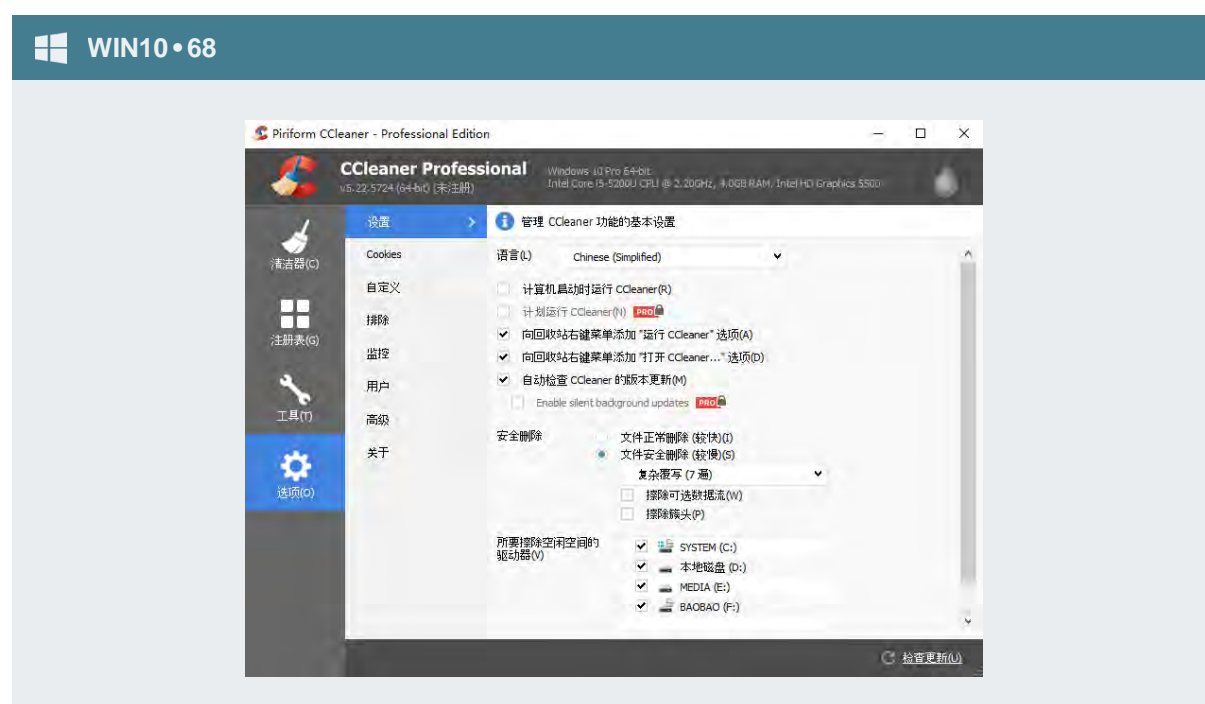 WIN10•68
Piriform CCleaner - Professional Edition
CCleaner Professional
v5.22.5724 (64-bit) (未注册)
Windows 10 Pro 64-bit
Intel Core i5-5200U CPU @ 2.20GHz, 4.0GB RAM, Intel HD Graphics 5500
清洁器(C)
注册表(G)
工具(T)
选项(O)
设置
Cookies
自定义
排除
监控
用户
高级
关于
管理 CCleaner 功能的基本设置
语言(L) Chinese (Simplified)
计算机启动时运行 CCleaner(R)
计划运行 CCleaner(N) PRO
向回收站右键菜单添加 "运行 CCleaner" 选项(A)
向回收站右键菜单添加 "打开 CCleaner..." 选项(D)
自动检查 CCleaner 的版本更新(M)
Enable silent background updates PRO
安全删除 文件正常删除 (较快)(I)
文件安全删除 (较慢)(S)
复杂覆写 (7 遍)
擦除可选数据流(W)
擦除簇头(P)
所要擦除空闲空间的
驱动器(V)
SYSTEM (C:)
本地磁盘 (D:)
MEDIA (E:)
BAOBAO (F:)
检查更新(U)